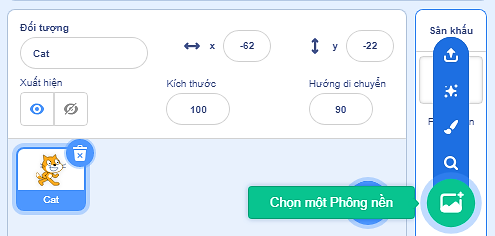 Đối tượng
Cat
x
-62
y
-22
Xuất hiện
Kích thước
100
Hướng di chuyển
90
Cat
Sân khấu
Chọn một Phông nền